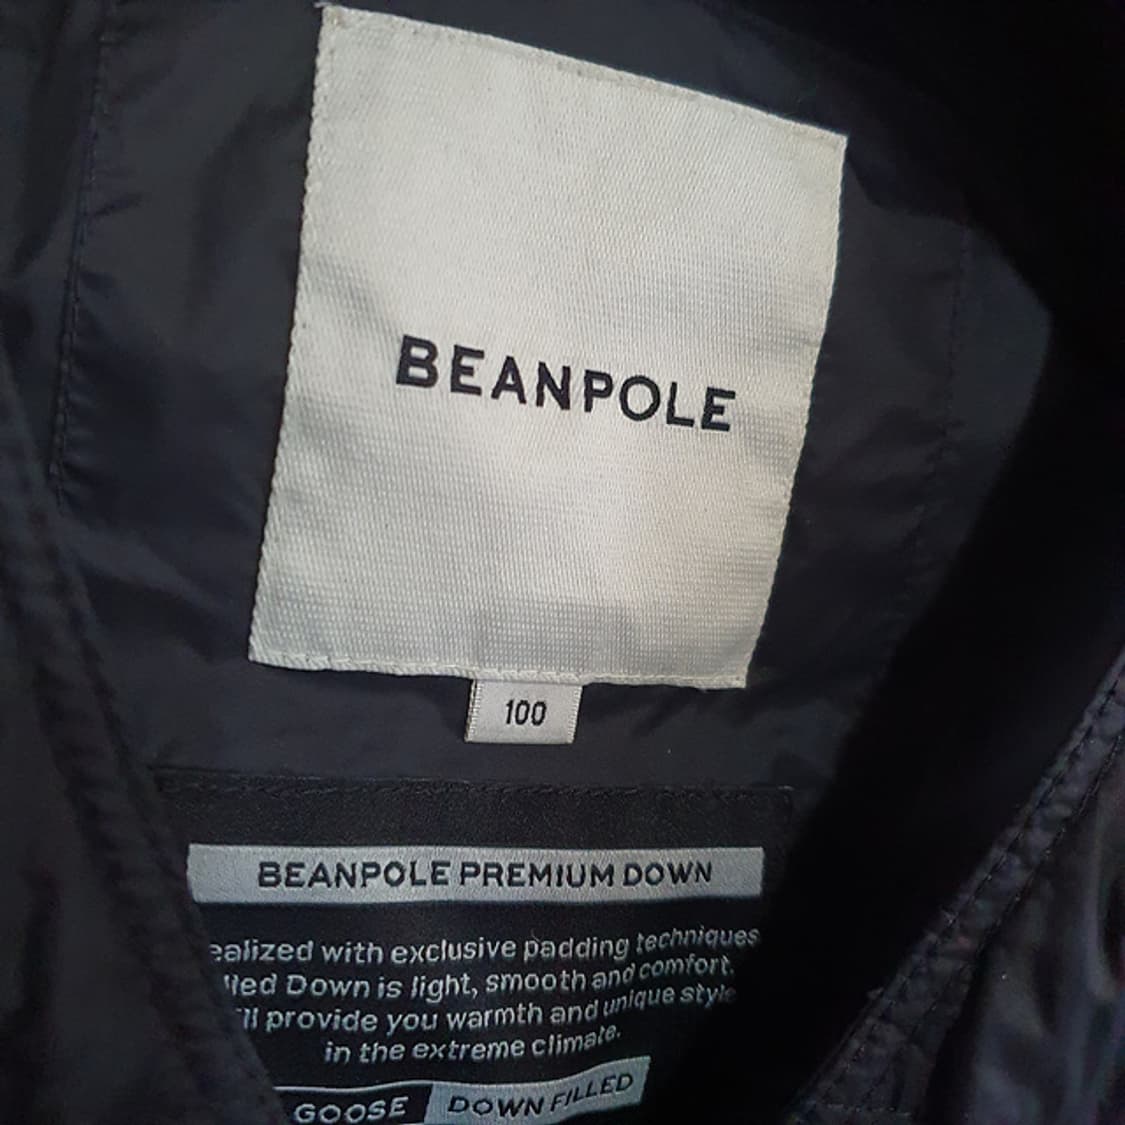 BEANPOLE
100
BEANPOLE PREMIUM DOWN
ealized with exclusive padding techniques
lled Down is light, smooth and comfort.
'll provide you warmth and unique style
in the extreme climate.
GOOSE DOWN FILLED